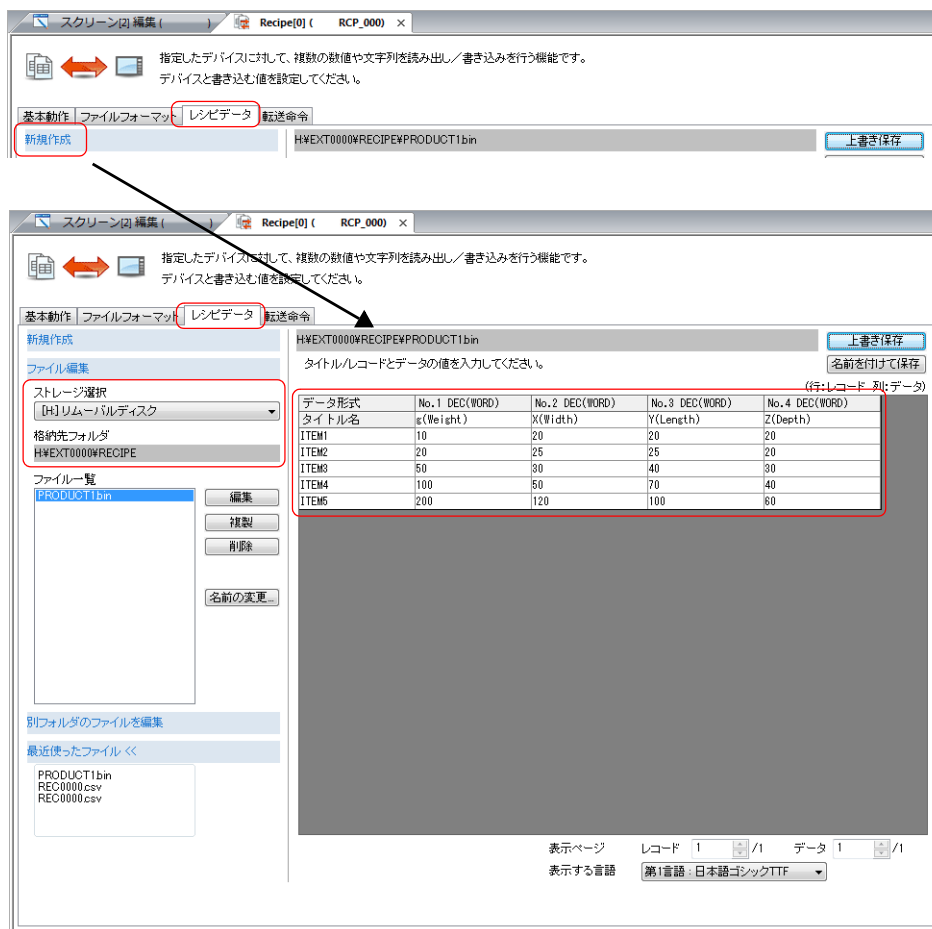 スクリーン[2] 編集 ( )
Recipe[0] ( RCP_000) ×
指定したデバイスに対して、複数の数値や文字列を読み出し／書き込みを行う機能です。
デバイスと書き込む値を設定してください。
基本動作 ファイルフォーマット レシピデータ 転送命令
新規作成
H:¥EXT0000¥RECIPE¥PRODUCT1.bin
上書き保存
スクリーン[2] 編集 ( )
Recipe[0] ( RCP_000) ×
指定したデバイスに対して、複数の数値や文字列を読み出し／書き込みを行う機能です。
デバイスと書き込む値を設定してください。
基本動作 ファイルフォーマット レシピデータ 転送命令
新規作成
H:¥EXT0000¥RECIPE¥PRODUCT1.bin
上書き保存
ファイル編集
タイトル/レコードとデータの値を入力してください。
名前を付けて保存
(行:レコード 列:データ)
ストレージ選択
[H:] リムーバルディスク
格納先フォルダ
H:¥EXT0000¥RECIPE
ファイル一覧
PRODUCT1.bin
編集
複製
削除
名前の変更...
データ形式 No.1 DEC(WORD) No.2 DEC(WORD) No.3 DEC(WORD) No.4 DEC(WORD)
タイトル名 g(Weight) X(Width) Y(Length) Z(Depth)
ITEM1 10 20 20 20
ITEM2 20 25 25 20
ITEM3 50 30 40 30
ITEM4 100 50 70 40
ITEM5 200 120 100 60
別フォルダのファイルを編集
最近使ったファイル <<
PRODUCT1.bin
REC0000.csv
REC0000.csv
表示ページ レコード 1 /1 データ 1 /1
表示する言語 第1言語 : 日本語ゴシックTTF